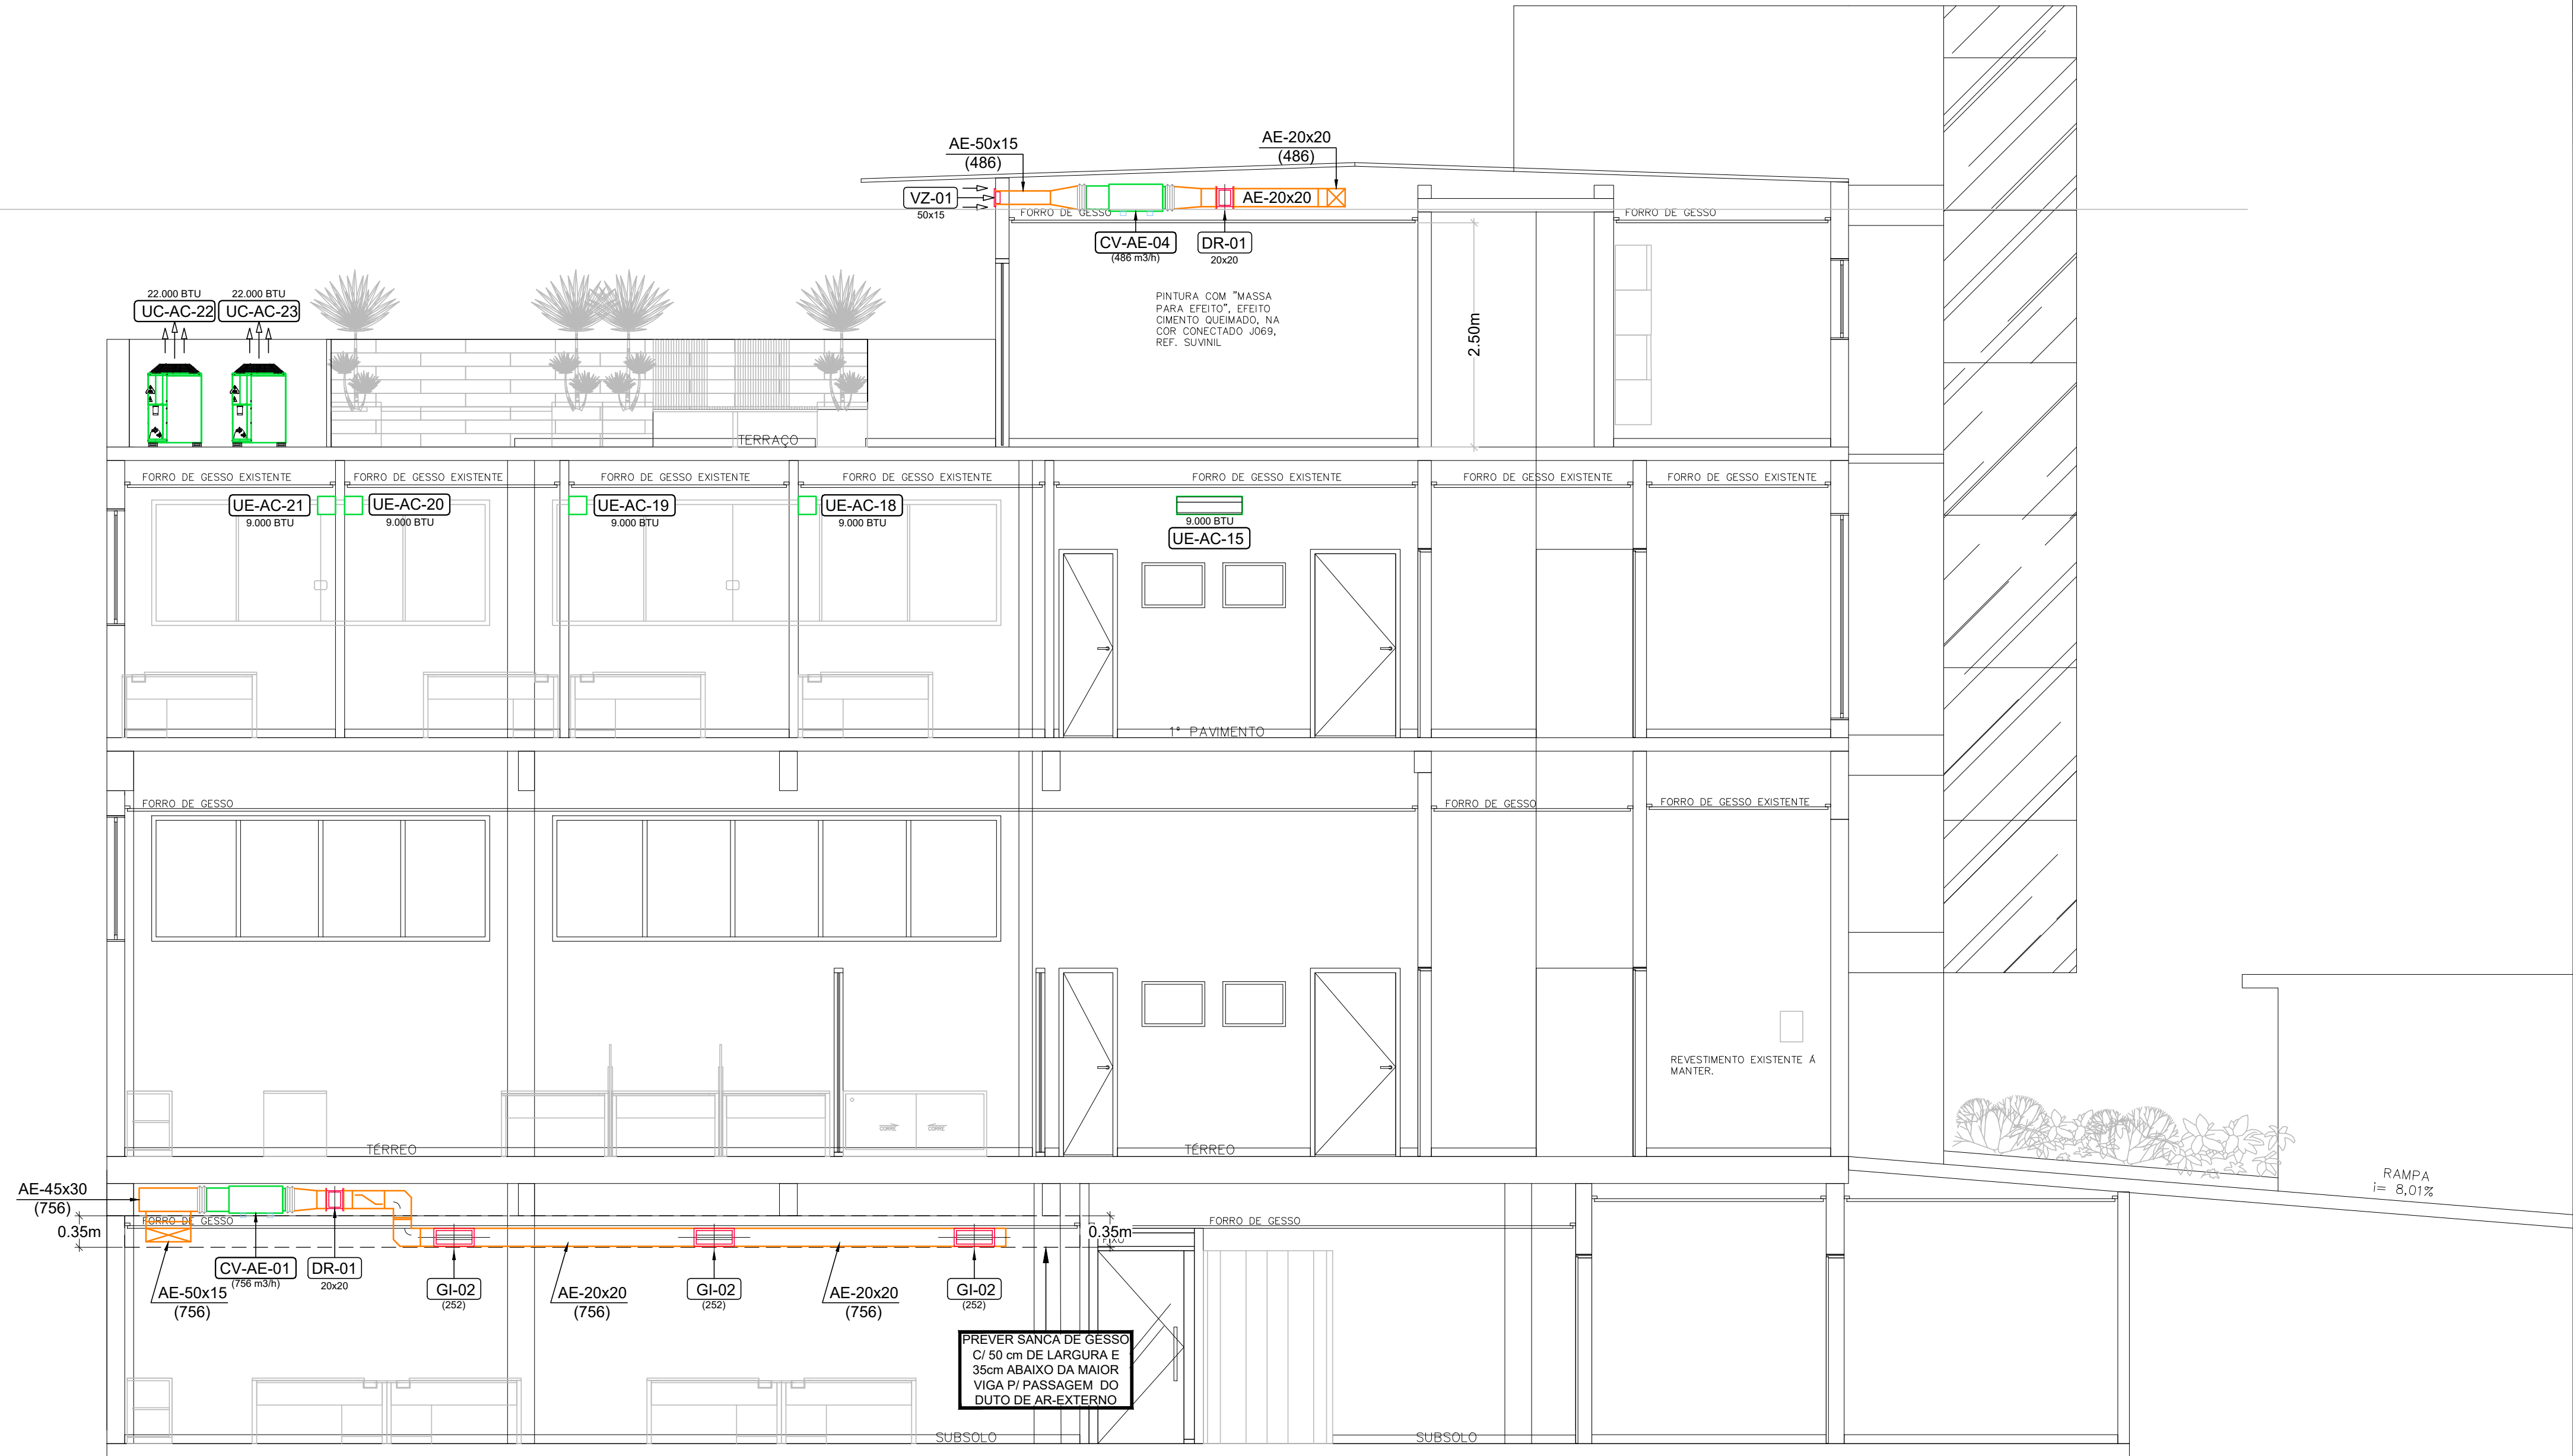 AE-50x15
(486)
AE-20x20
(486)
VZ-01
50x15
AE-20x20
FORRO DE GESSO
FORRO DE GESSO
CV-AE-04
(486 m3/h)
DR-01
20x20
PINTURA COM "MASSA
PARA EFEITO", EFEITO
CIMENTO QUEIMADO, NA
COR CONECTADO J069,
REF. SUVINIL
2.50m
22.000 BTU
UC-AC-22
22.000 BTU
UC-AC-23
TERRAÇO
FORRO DE GESSO EXISTENTE
FORRO DE GESSO EXISTENTE
FORRO DE GESSO EXISTENTE
FORRO DE GESSO EXISTENTE
FORRO DE GESSO EXISTENTE
FORRO DE GESSO EXISTENTE
FORRO DE GESSO EXISTENTE
UE-AC-21
9.000 BTU
UE-AC-20
9.000 BTU
UE-AC-19
9.000 BTU
UE-AC-18
9.000 BTU
9.000 BTU
UE-AC-15
1º PAVIMENTO
FORRO DE GESSO
FORRO DE GESSO
FORRO DE GESSO EXISTENTE
REVESTIMENTO EXISTENTE Á
MANTER.
CORRE
CORRE
TÉRREO
TÉRREO
RAMPA
i= 8,01%
AE-45x30
(756)
0.35m
FORRO DE GESSO
FORRO DE GESSO
0.35m
FIXO
CV-AE-01
(756 m3/h)
DR-01
20x20
AE-50x15
(756)
GI-02
(252)
AE-20x20
(756)
GI-02
(252)
AE-20x20
(756)
GI-02
(252)
PREVER SANCA DE GESSO
C/ 50 cm DE LARGURA E
35cm ABAIXO DA MAIOR
VIGA P/ PASSAGEM DO
DUTO DE AR-EXTERNO
SUBSOLO
SUBSOLO